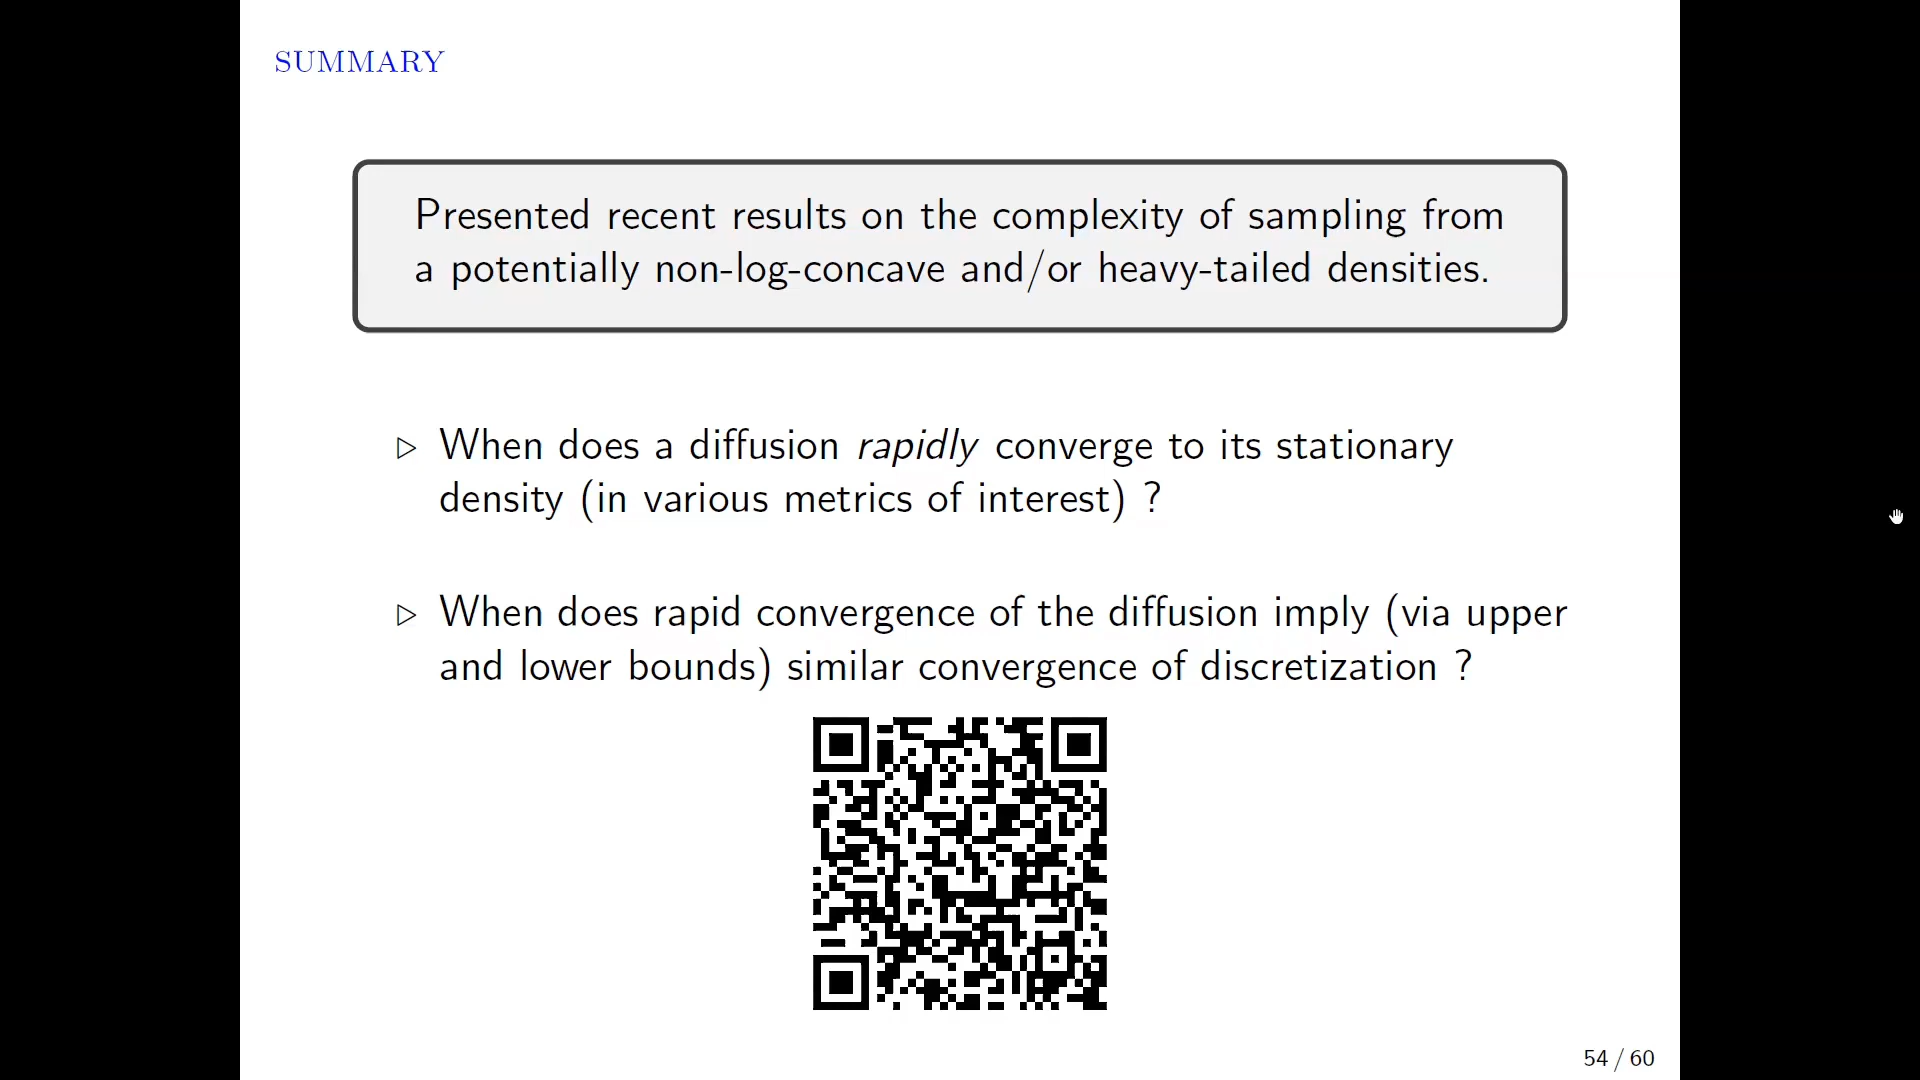 SUMMARY
Presented recent results on the complexity of sampling from
a potentially non-log-concave and/or heavy-tailed densities.
▷ When does a diffusion rapidly converge to its stationary
density (in various metrics of interest) ?
▷ When does rapid convergence of the diffusion imply (via upper
and lower bounds) similar convergence of discretization ?
54 / 60